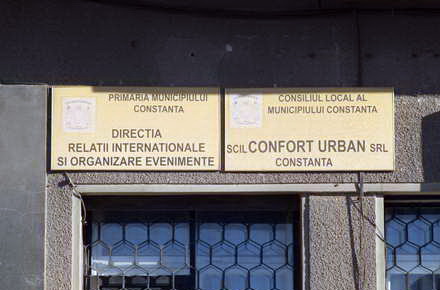 PRIMARIA MUNICIPIULUI
CONSTANTA
DIRECTIA
RELATII INTERNATIONALE
SI ORGANIZARE EVENIMENTE
CONSILIUL LOCAL AL
MUNICIPIULUI CONSTANTA
SCIL CONFORT URBAN SRL
CONSTANTA